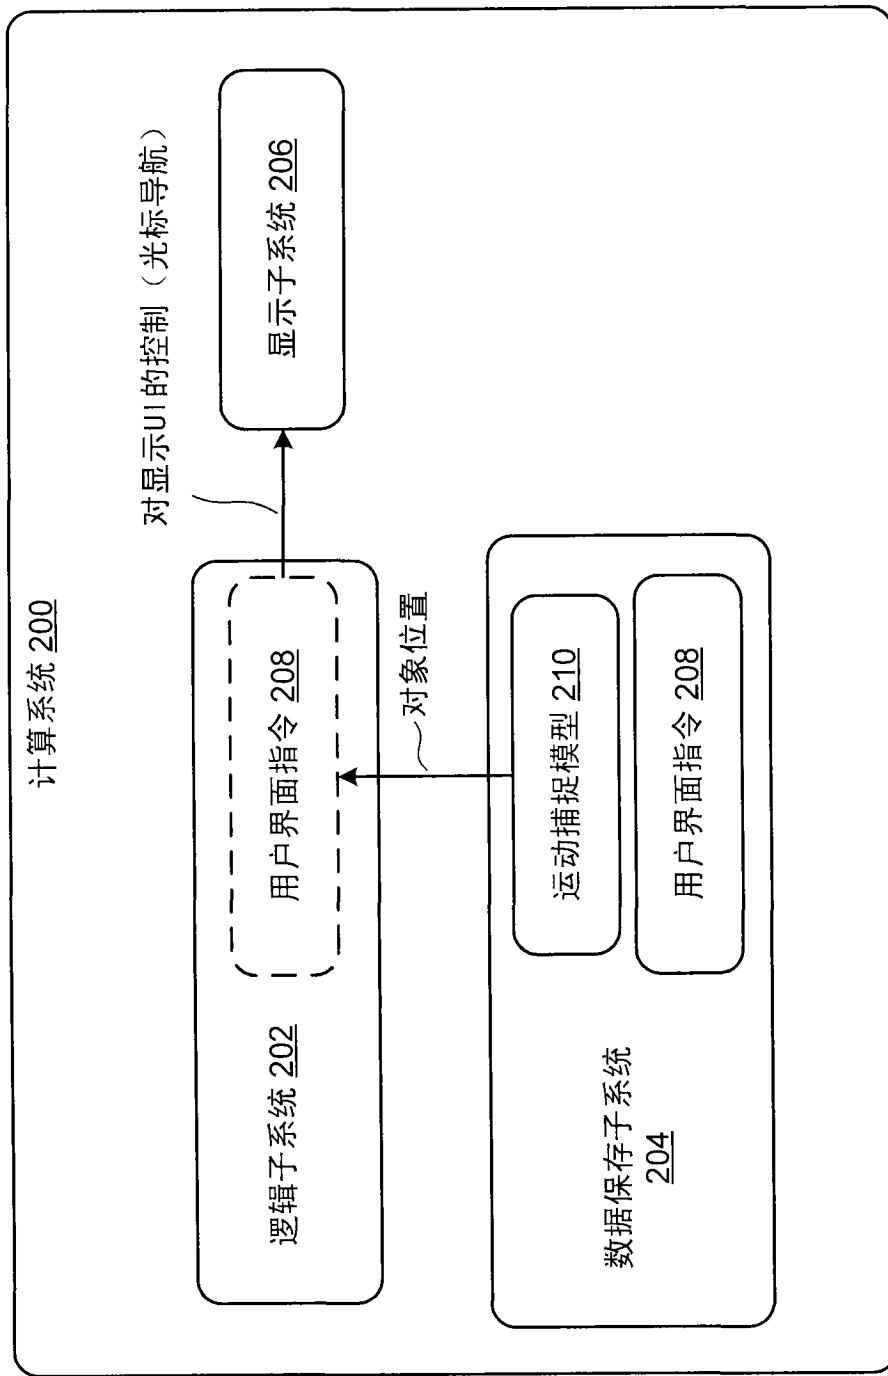 计算系统 200
对显示UI的控制（光标导航）
逻辑子系统 202
用户界面指令 208
显示子系统 206
对象位置
数据保存子系统
204
运动捕捉模型 210
用户界面指令 208